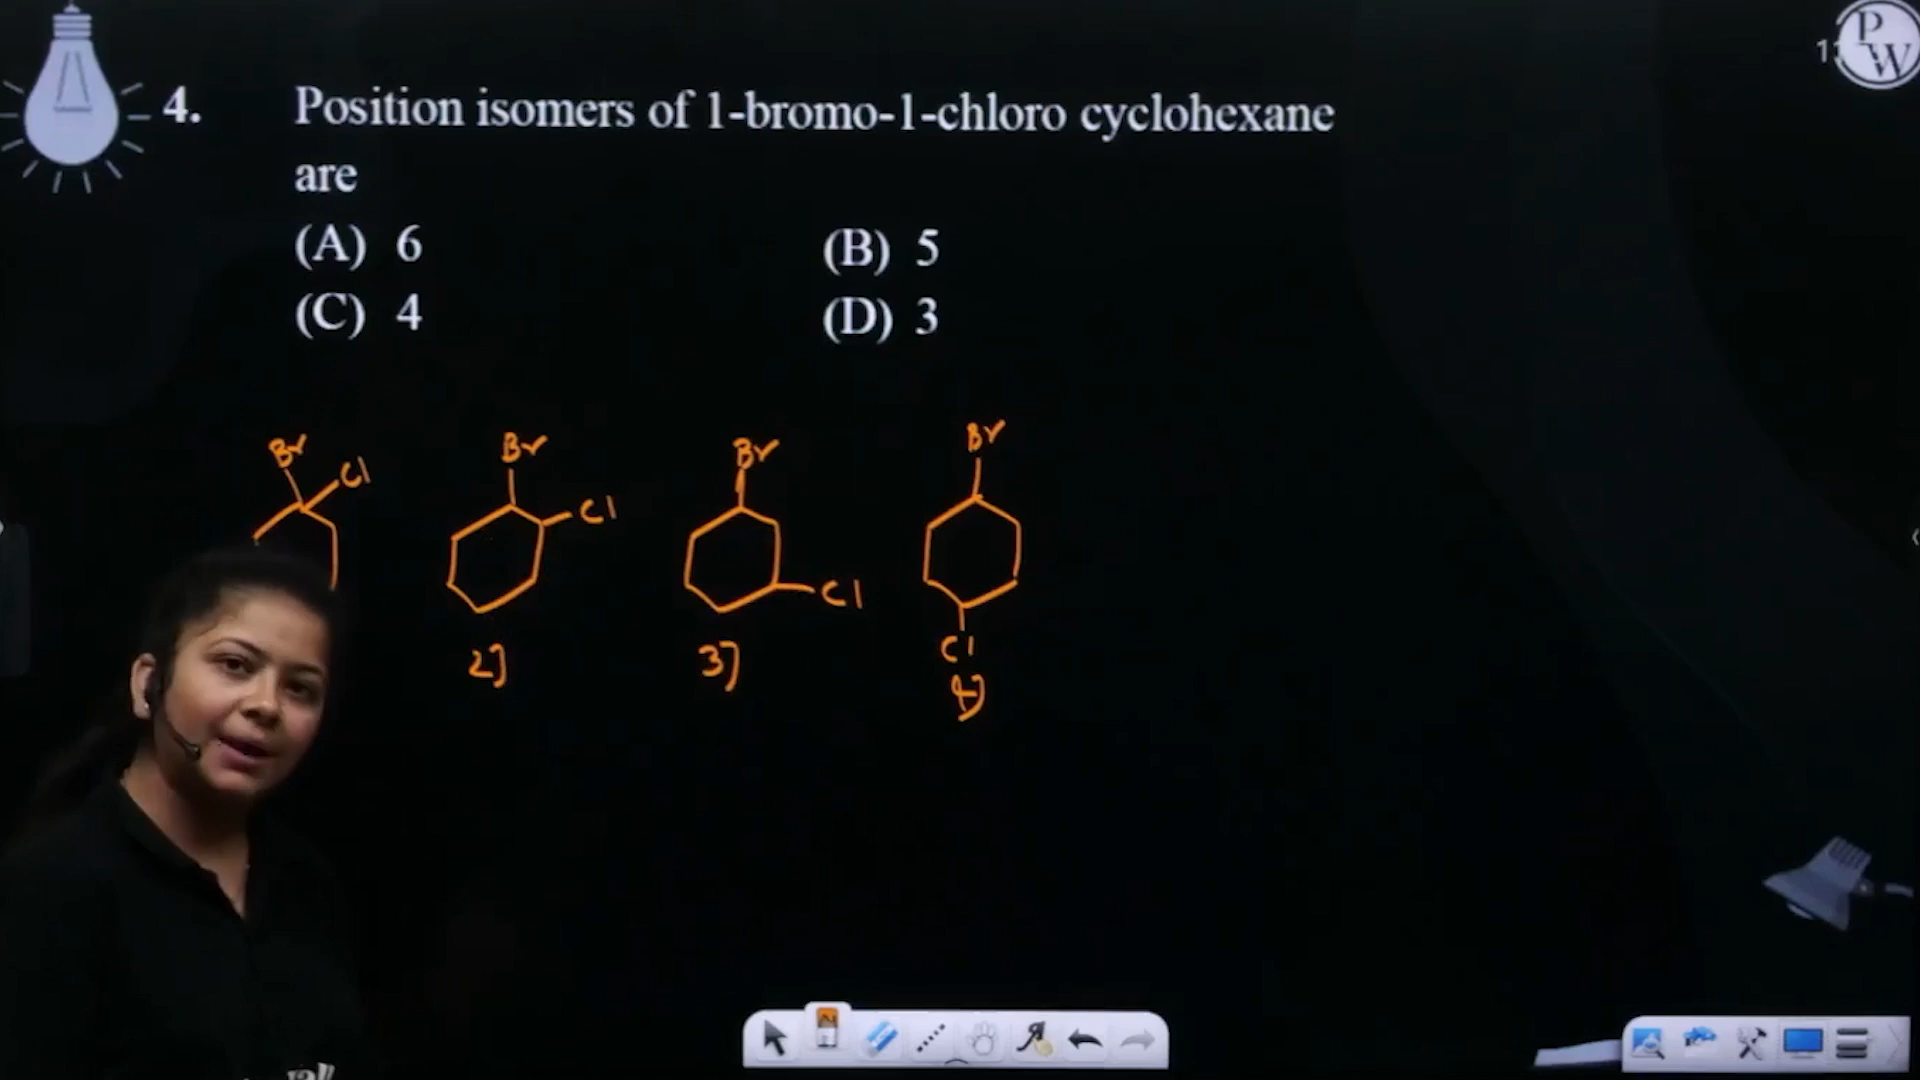 PW
4. Position isomers of 1-bromo-1-chloro cyclohexane
are
(A) 6 (B) 5
(C) 4 (D) 3
Br Cl
Br Cl
Br Cl
Br
Cl
2) 3) 4)